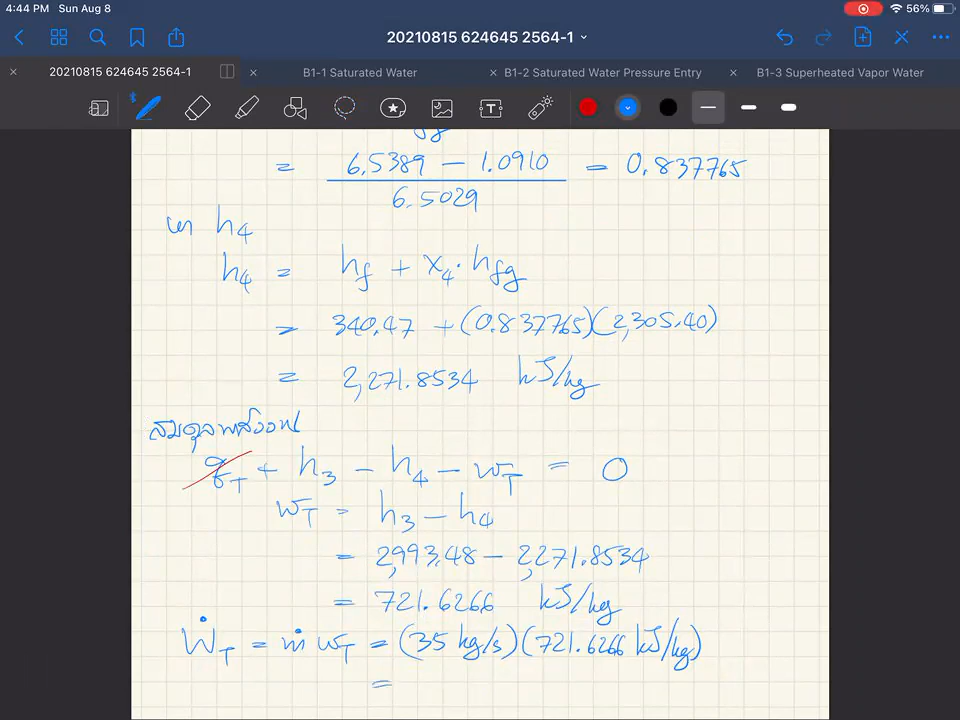 4:44 PM Sun Aug 8 56%
20210815 624645 2564-1
20210815 624645 2564-1 B1-1 Saturated Water B1-2 Saturated Water Pressure Entry B1-3 Superheated Vapor Water
= (6.5389 - 1.0910) / 6.5029 = 0.837765
หา h4
h4 = hf + x4 · hfg
= 340.47 + (0.837765)(2,305.40)
= 2,271.8534 kJ/kg
สมดุลพลังงาน
qT + h3 - h4 - wT = 0
wT = h3 - h4
= 2,993.48 - 2,271.8534
= 721.6266 kJ/kg
ẆT = ṁ wT = (35 kg/s)(721.6266 kJ/kg)
=